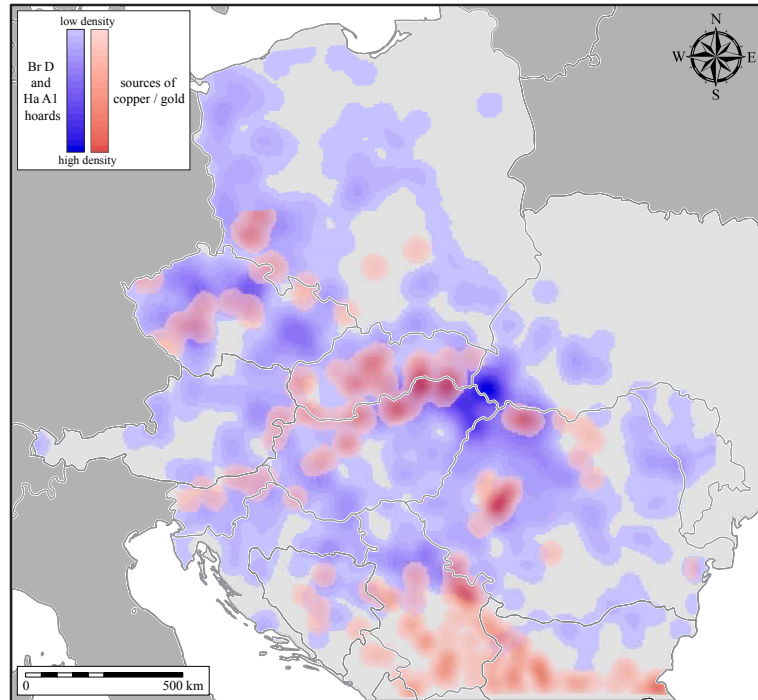 low density
Br D
and
Ha A1
hoards
sources of
copper / gold
high density
N
W
E
S
0
500 km